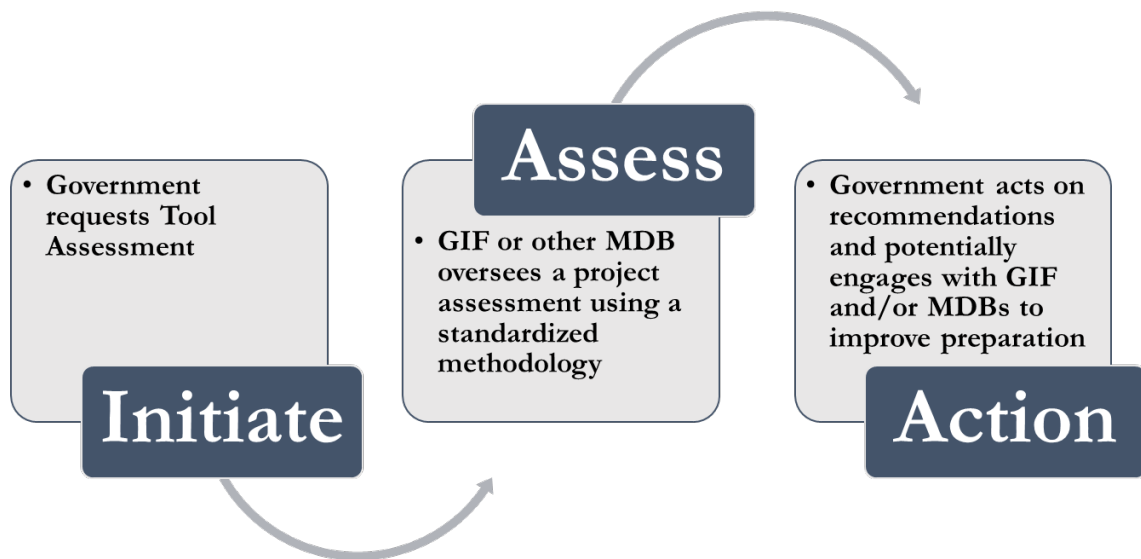 • Government
requests Tool
Assessment
Initiate
Assess
• GIF or other MDB
oversees a project
assessment using a
standardized
methodology
• Government acts on
recommendations
and potentially
engages with GIF
and/or MDBs to
improve preparation
Action